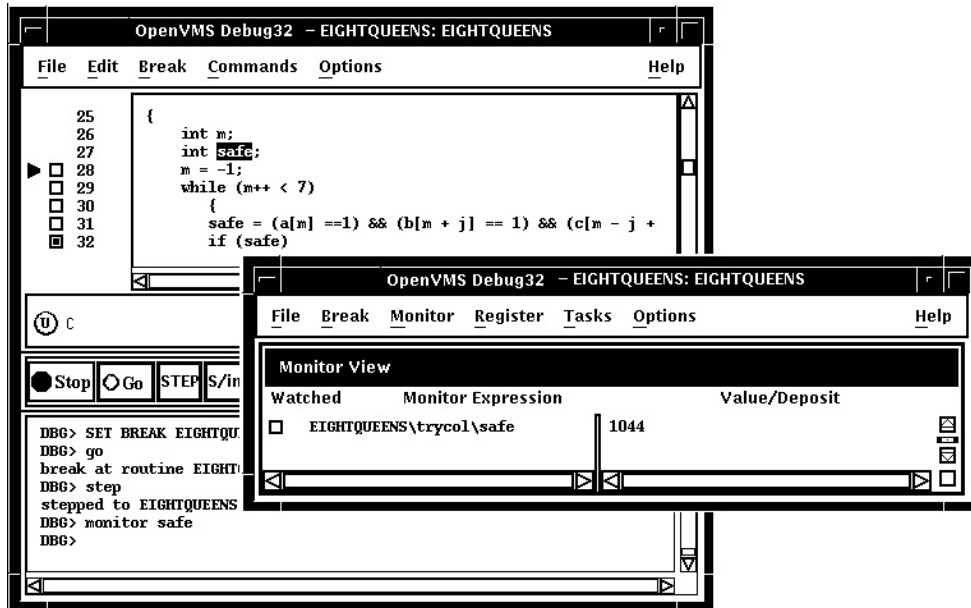 OpenVMS Debug32 - EIGHTQUEENS: EIGHTQUEENS
File Edit Break Commands Options Help
25 {
26 int m;
27 int safe;
28 m = -1;
29 while (m++ < 7)
30 {
31 safe = (a[m] ==1) && (b[m + j] == 1) && (c[m - j +
32 if (safe)
U C
Stop Go STEP S/in
DBG> SET BREAK EIGHTQU
DBG> go
break at routine EIGHT
DBG> step
stepped to EIGHTQUEENS
DBG> monitor safe
DBG>
OpenVMS Debug32 - EIGHTQUEENS: EIGHTQUEENS
File Break Monitor Register Tasks Options Help
Monitor View
Watched Monitor Expression Value/Deposit
EIGHTQUEENS\trycol\safe 1044